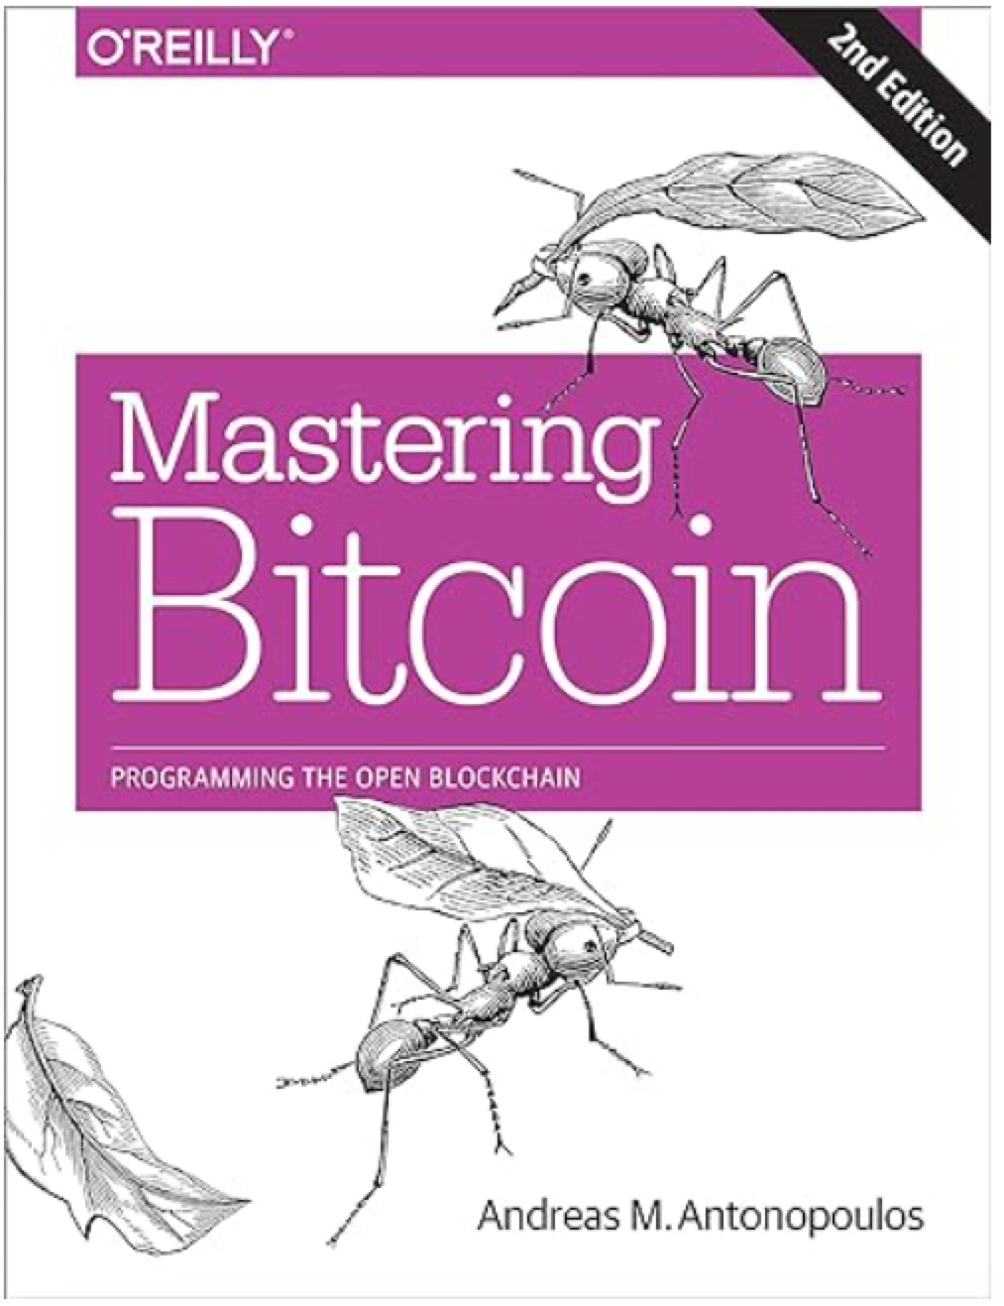 O'REILLY®
2nd Edition
Mastering
Bitcoin
PROGRAMMING THE OPEN BLOCKCHAIN
Andreas M. Antonopoulos